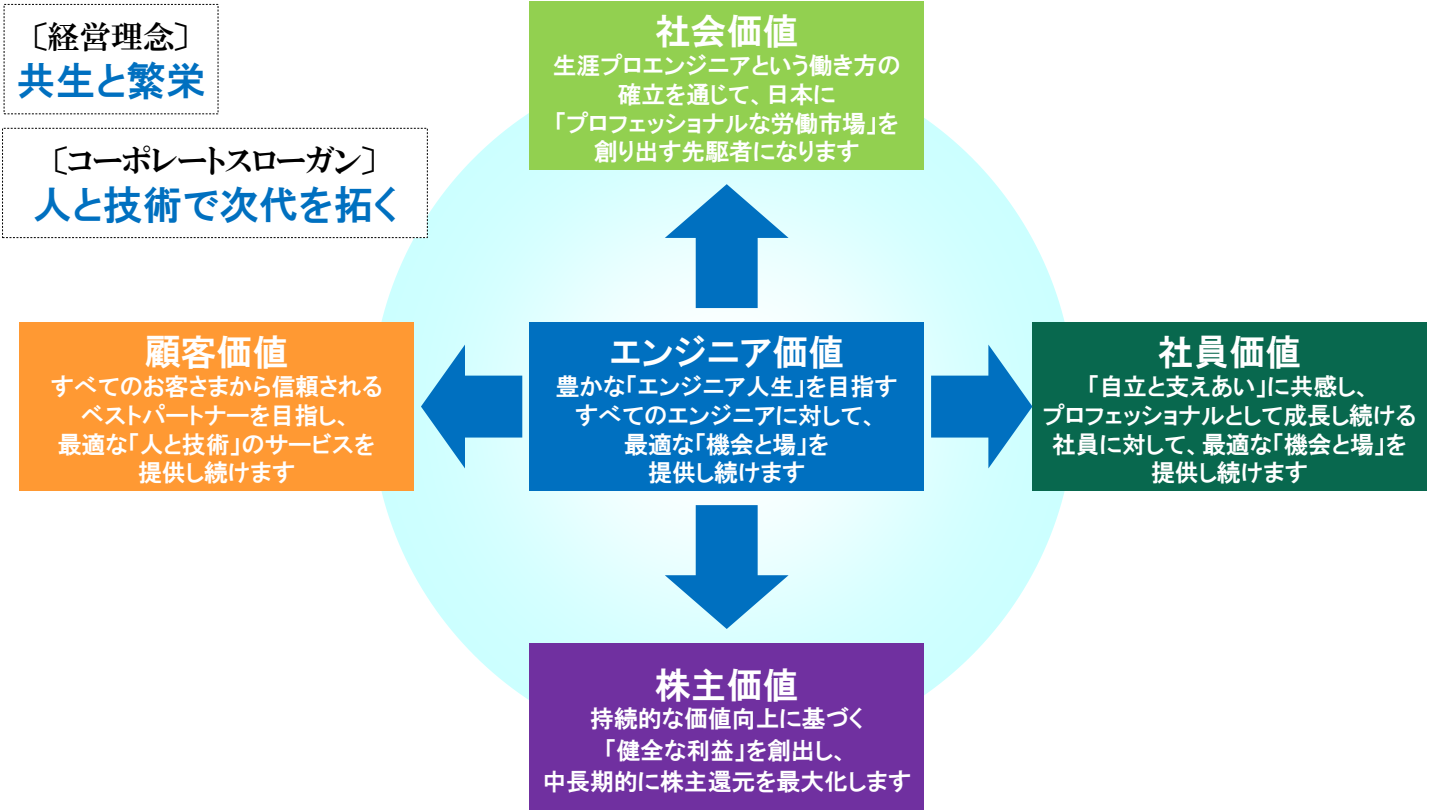 〔経営理念〕
共生と繁栄
〔コーポレートスローガン〕
人と技術で次代を拓く
社会価値
生涯プロエンジニアという働き方の
確立を通じて、日本に
「プロフェッショナルな労働市場」を
創り出す先駆者になります
顧客価値
すべてのお客さまから信頼される
ベストパートナーを目指し、
最適な「人と技術」のサービスを
提供し続けます
エンジニア価値
豊かな「エンジニア人生」を目指す
すべてのエンジニアに対して、
最適な「機会と場」を
提供し続けます
社員価値
「自立と支えあい」に共感し、
プロフェッショナルとして成長し続ける
社員に対して、最適な「機会と場」を
提供し続けます
株主価値
持続的な価値向上に基づく
「健全な利益」を創出し、
中長期的に株主還元を最大化します